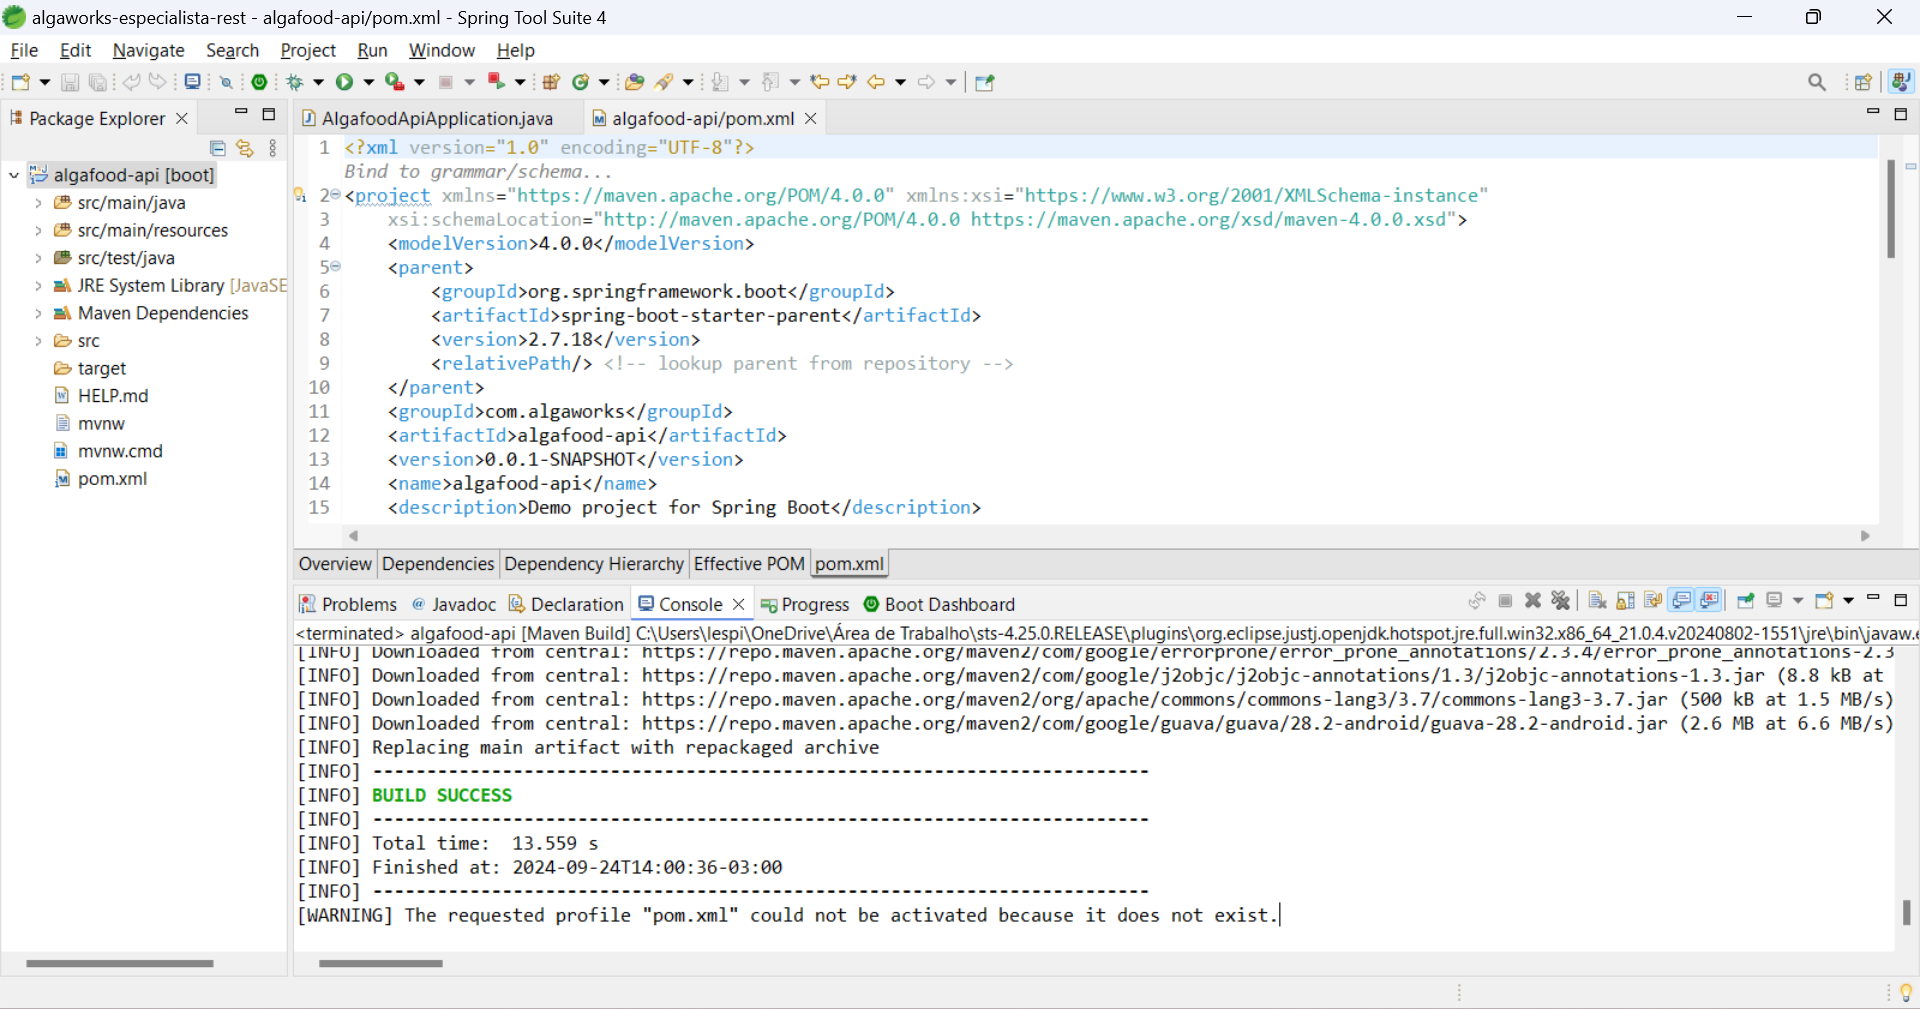 algaworks-especialista-rest - algafood-api/pom.xml - Spring Tool Suite 4
File Edit Navigate Search Project Run Window Help
Package Explorer
algafood-api [boot]
src/main/java
src/main/resources
src/test/java
JRE System Library [JavaSE
Maven Dependencies
src
target
HELP.md
mvnw
mvnw.cmd
pom.xml
AlgafoodApiApplication.java algafood-api/pom.xml
1 <?xml version="1.0" encoding="UTF-8"?>
Bind to grammar/schema...
2 <project xmlns="https://maven.apache.org/POM/4.0.0" xmlns:xsi="https://www.w3.org/2001/XMLSchema-instance"
3 xsi:schemaLocation="http://maven.apache.org/POM/4.0.0 https://maven.apache.org/xsd/maven-4.0.0.xsd">
4 <modelVersion>4.0.0</modelVersion>
5 <parent>
6 <groupId>org.springframework.boot</groupId>
7 <artifactId>spring-boot-starter-parent</artifactId>
8 <version>2.7.18</version>
9 <relativePath/> <!-- lookup parent from repository -->
10 </parent>
11 <groupId>com.algaworks</groupId>
12 <artifactId>algafood-api</artifactId>
13 <version>0.0.1-SNAPSHOT</version>
14 <name>algafood-api</name>
15 <description>Demo project for Spring Boot</description>
Overview Dependencies Dependency Hierarchy Effective POM pom.xml
Problems Javadoc Declaration Console Progress Boot Dashboard
<terminated> algafood-api [Maven Build] C:\Users\lespi\OneDrive\Área de Trabalho\sts-4.25.0.RELEASE\plugins\org.eclipse.justj.openjdk.hotspot.jre.full.win32.x86_64_21.0.4.v20240802-1551\jre\bin\javaw.e
[INFO] Downloaded from central: https://repo.maven.apache.org/maven2/com/google/errorprone/error_prone_annotations/2.3.4/error_prone_annotations-2.3
[INFO] Downloaded from central: https://repo.maven.apache.org/maven2/com/google/j2objc/j2objc-annotations/1.3/j2objc-annotations-1.3.jar (8.8 kB at
[INFO] Downloaded from central: https://repo.maven.apache.org/maven2/org/apache/commons/commons-lang3/3.7/commons-lang3-3.7.jar (500 kB at 1.5 MB/s)
[INFO] Downloaded from central: https://repo.maven.apache.org/maven2/com/google/guava/guava/28.2-android/guava-28.2-android.jar (2.6 MB at 6.6 MB/s)
[INFO] Replacing main artifact with repackaged archive
[INFO] ------------------------------------------------------------------------
[INFO] BUILD SUCCESS
[INFO] ------------------------------------------------------------------------
[INFO] Total time:  13.559 s
[INFO] Finished at: 2024-09-24T14:00:36-03:00
[INFO] ------------------------------------------------------------------------
[WARNING] The requested profile "pom.xml" could not be activated because it does not exist.